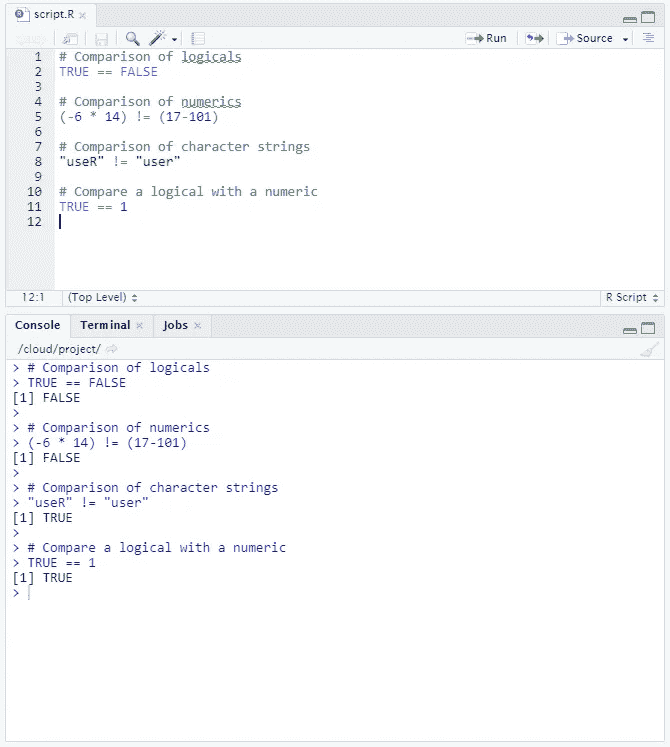 script.R
Run
Source
1 # Comparison of logicals
2 TRUE == FALSE
3
4 # Comparison of numerics
5 (-6 * 14) != (17-101)
6
7 # Comparison of character strings
8 "useR" != "user"
9
10 # Compare a logical with a numeric
11 TRUE == 1
12
12:1 (Top Level) R Script
Console Terminal Jobs
/cloud/project/
> # Comparison of logicals
> TRUE == FALSE
[1] FALSE
>
> # Comparison of numerics
> (-6 * 14) != (17-101)
[1] FALSE
>
> # Comparison of character strings
> "useR" != "user"
[1] TRUE
>
> # Compare a logical with a numeric
> TRUE == 1
[1] TRUE
>